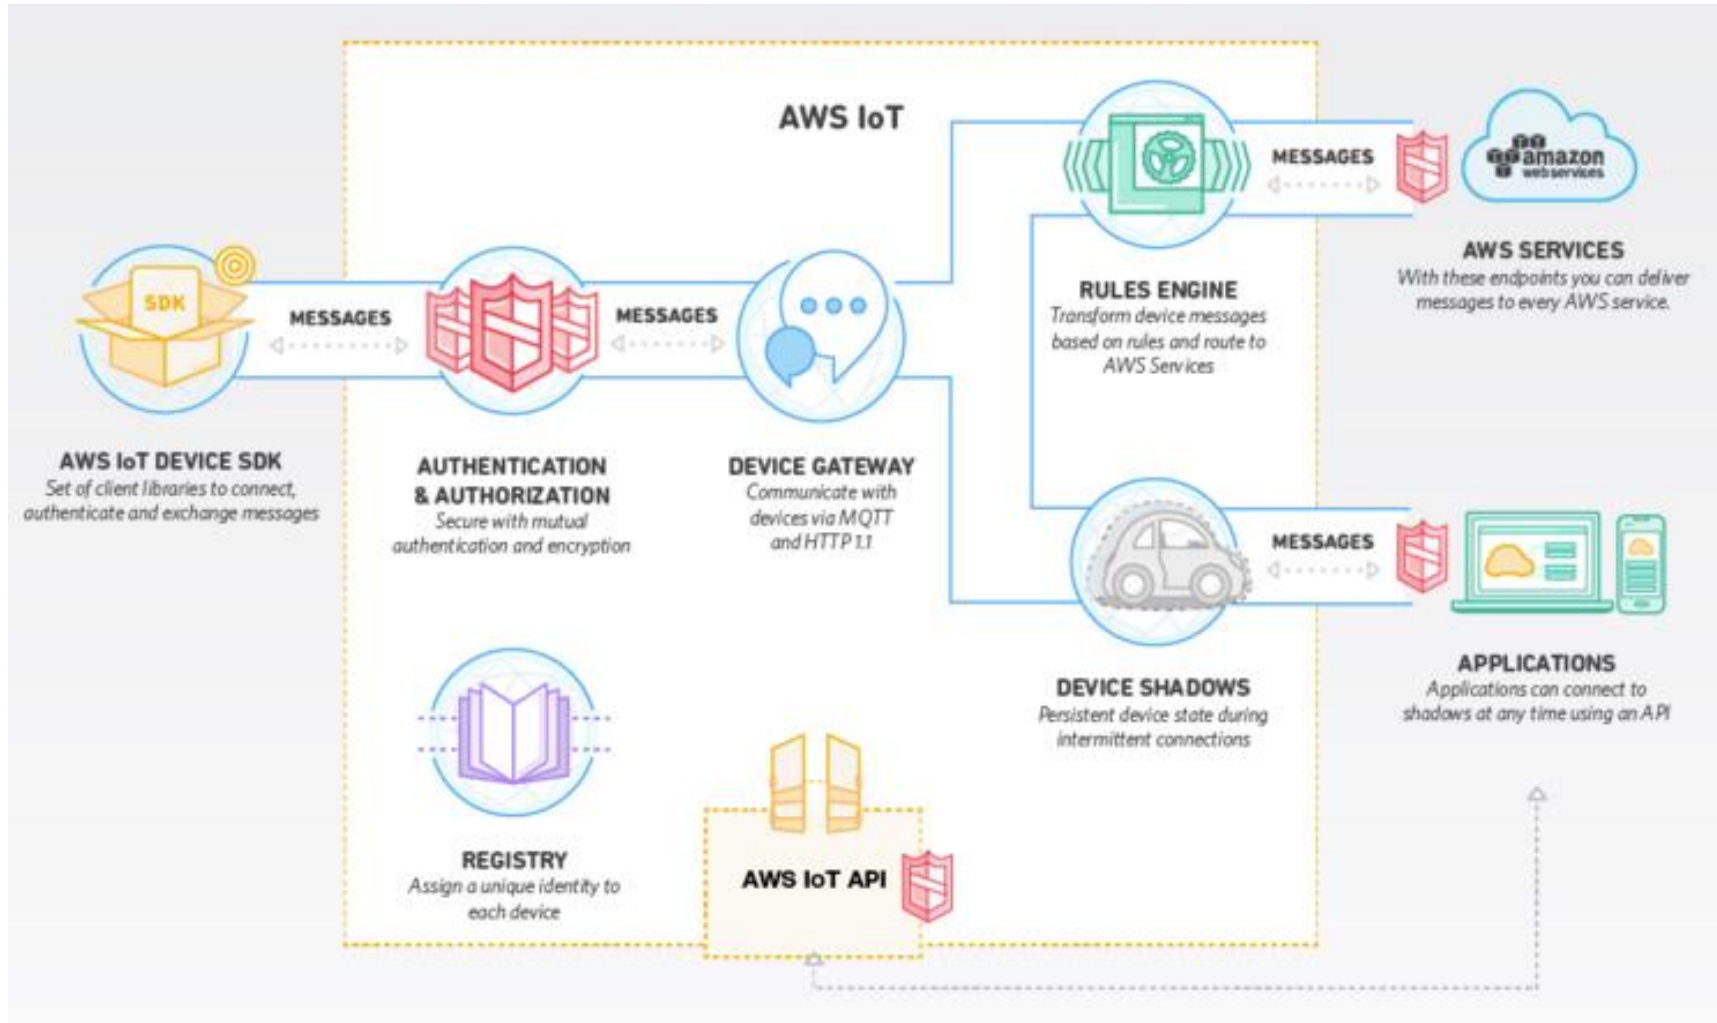 AWS IoT
SDK
MESSAGES
MESSAGES
MESSAGES
amazon
webservices
AWS SERVICES
With these endpoints you can deliver
messages to every AWS service.
RULES ENGINE
Transform device messages
based on rules and route to
AWS Services
AWS IoT DEVICE SDK
Set of client libraries to connect,
authenticate and exchange messages
AUTHENTICATION
& AUTHORIZATION
Secure with mutual
authentication and encryption
DEVICE GATEWAY
Communicate with
devices via MQTT
and HTTP 1.1
MESSAGES
DEVICE SHADOWS
Persistent device state during
intermittent connections
APPLICATIONS
Applications can connect to
shadows at any time using an API
REGISTRY
Assign a unique identity to
each device
AWS IoT API